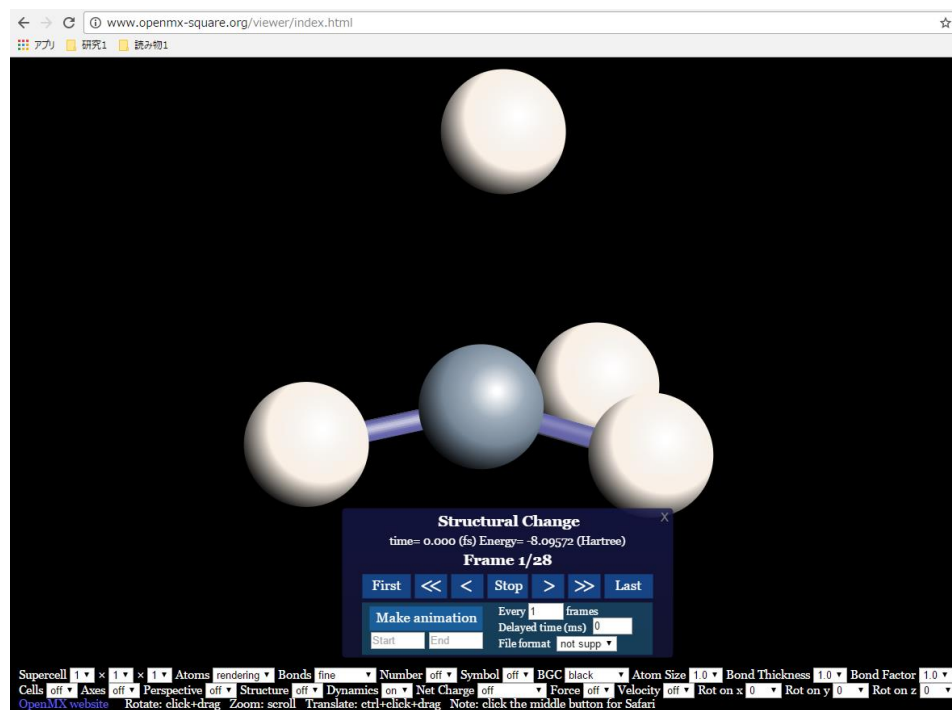 www.openmx-square.org/viewer/index.html
アプリ 研究1 読み物1
Structural Change
X
time= 0.000 (fs) Energy= -8.09572 (Hartree)
Frame 1/28
First << < Stop > >> Last
Make animation
Start End
Every 1 frames
Delayed time (ms) 0
File format not supp
Supercell 1 × 1 × 1 Atoms rendering Bonds fine Number off Symbol off BGC black Atom Size 1.0 Bond Thickness 1.0 Bond Factor 1.0
Cells off Axes off Perspective off Structure off Dynamics on Net Charge off Force off Velocity off Rot on x 0 Rot on y 0 Rot on z 0
OpenMX website Rotate: click+drag Zoom: scroll Translate: ctrl+click+drag Note: click the middle button for Safari